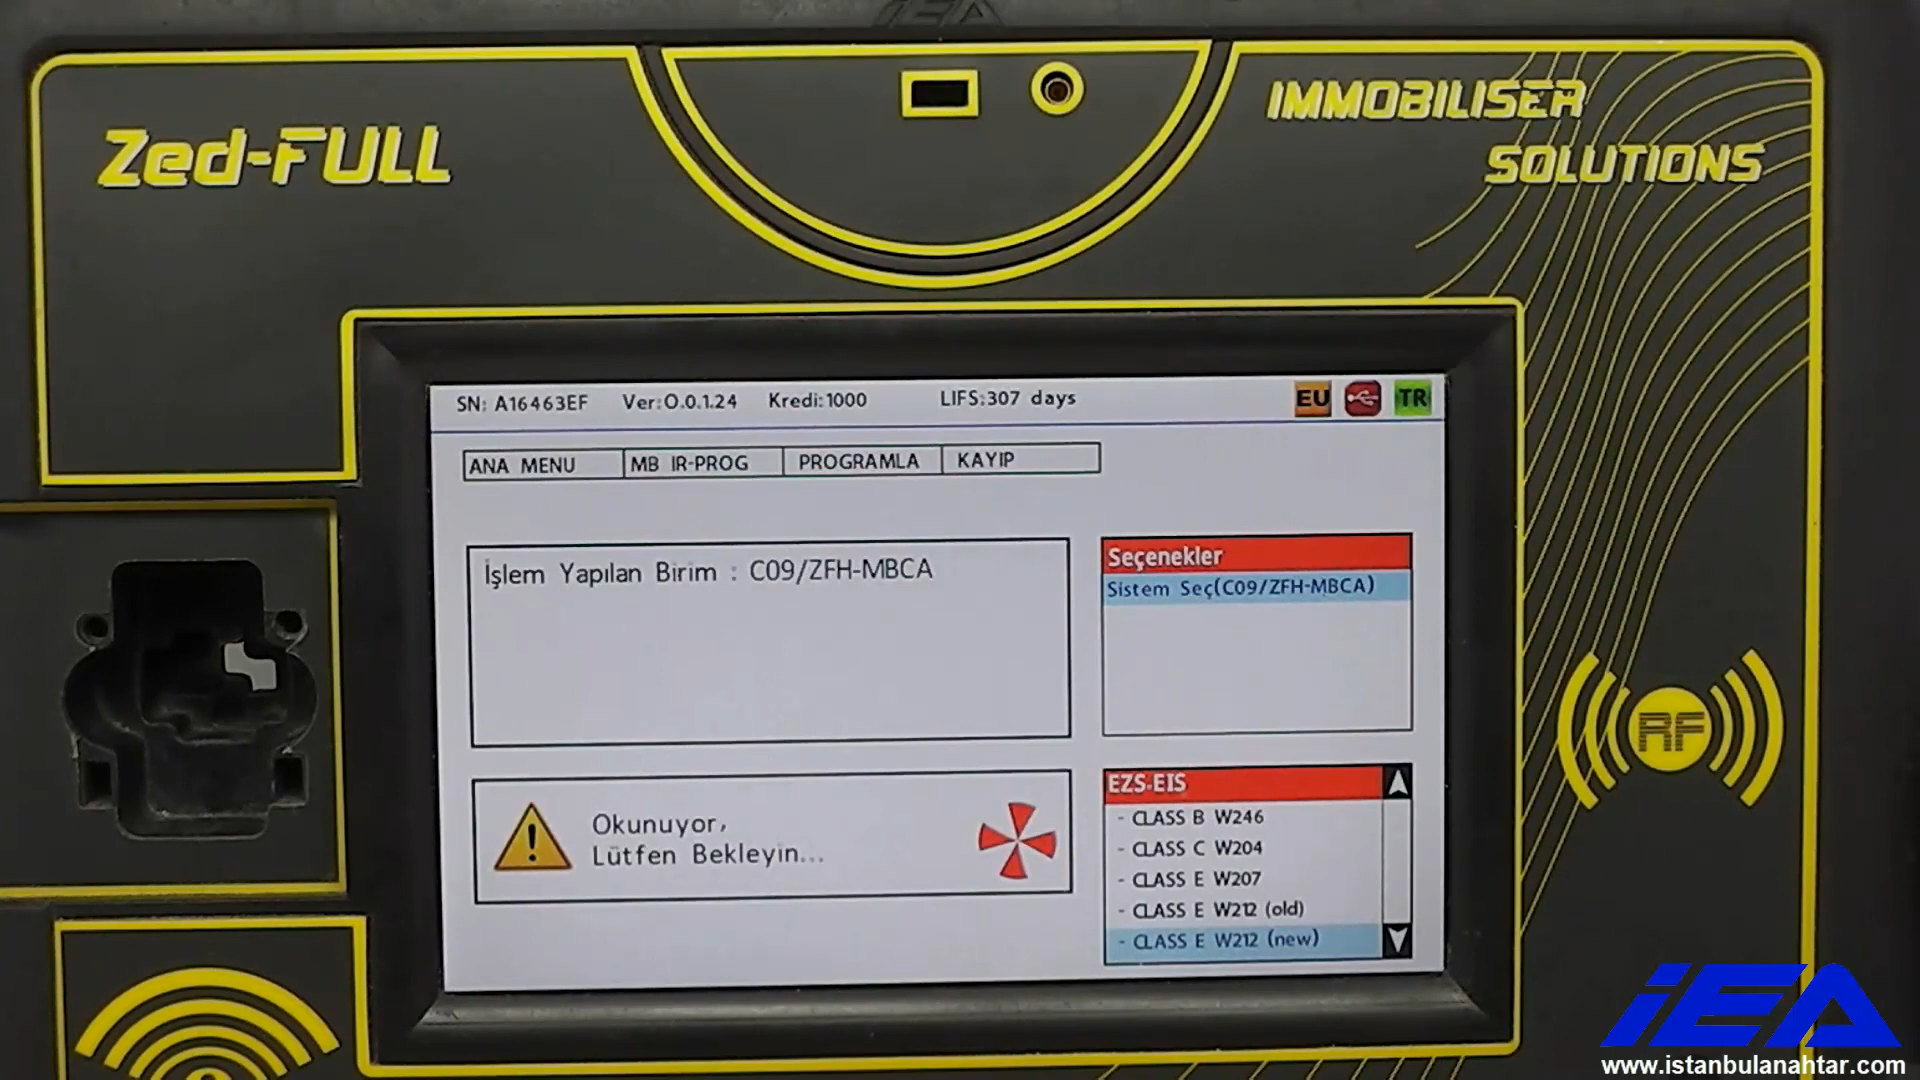 iEA
Zed-FULL
IMMOBILISER
SOLUTIONS
SN: A16463EF Ver:0.0.1.24 Kredi:1000 LIFS:307 days EU TR
ANA MENU MB IR-PROG PROGRAMLA KAYIP
İşlem Yapılan Birim : C09/ZFH-MBCA
Seçenekler
Sistem Seç(C09/ZFH-MBCA)
Okunuyor,
Lütfen Bekleyin...
EZS-EIS
- CLASS B W246
- CLASS C W204
- CLASS E W207
- CLASS E W212 (old)
- CLASS E W212 (new)
RF
iEA
www.istanbulanahtar.com